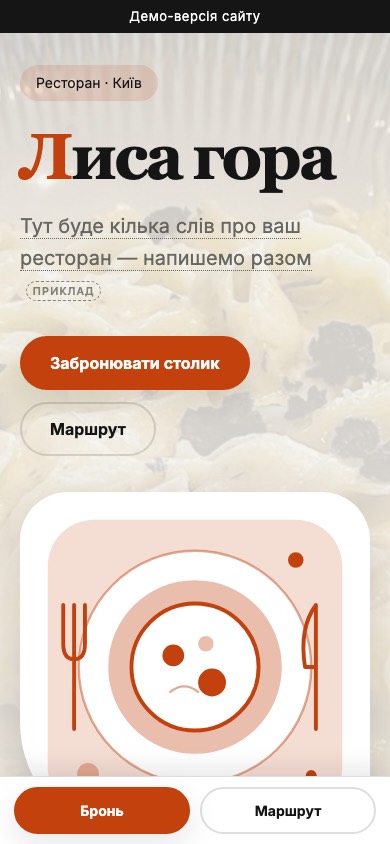 Демо-версія сайту
Ресторан · Київ
Лиса гора
Тут буде кілька слів про ваш
ресторан — напишемо разом
ПРИКЛАД
Забронювати столик
Маршрут
Бронь
Маршрут